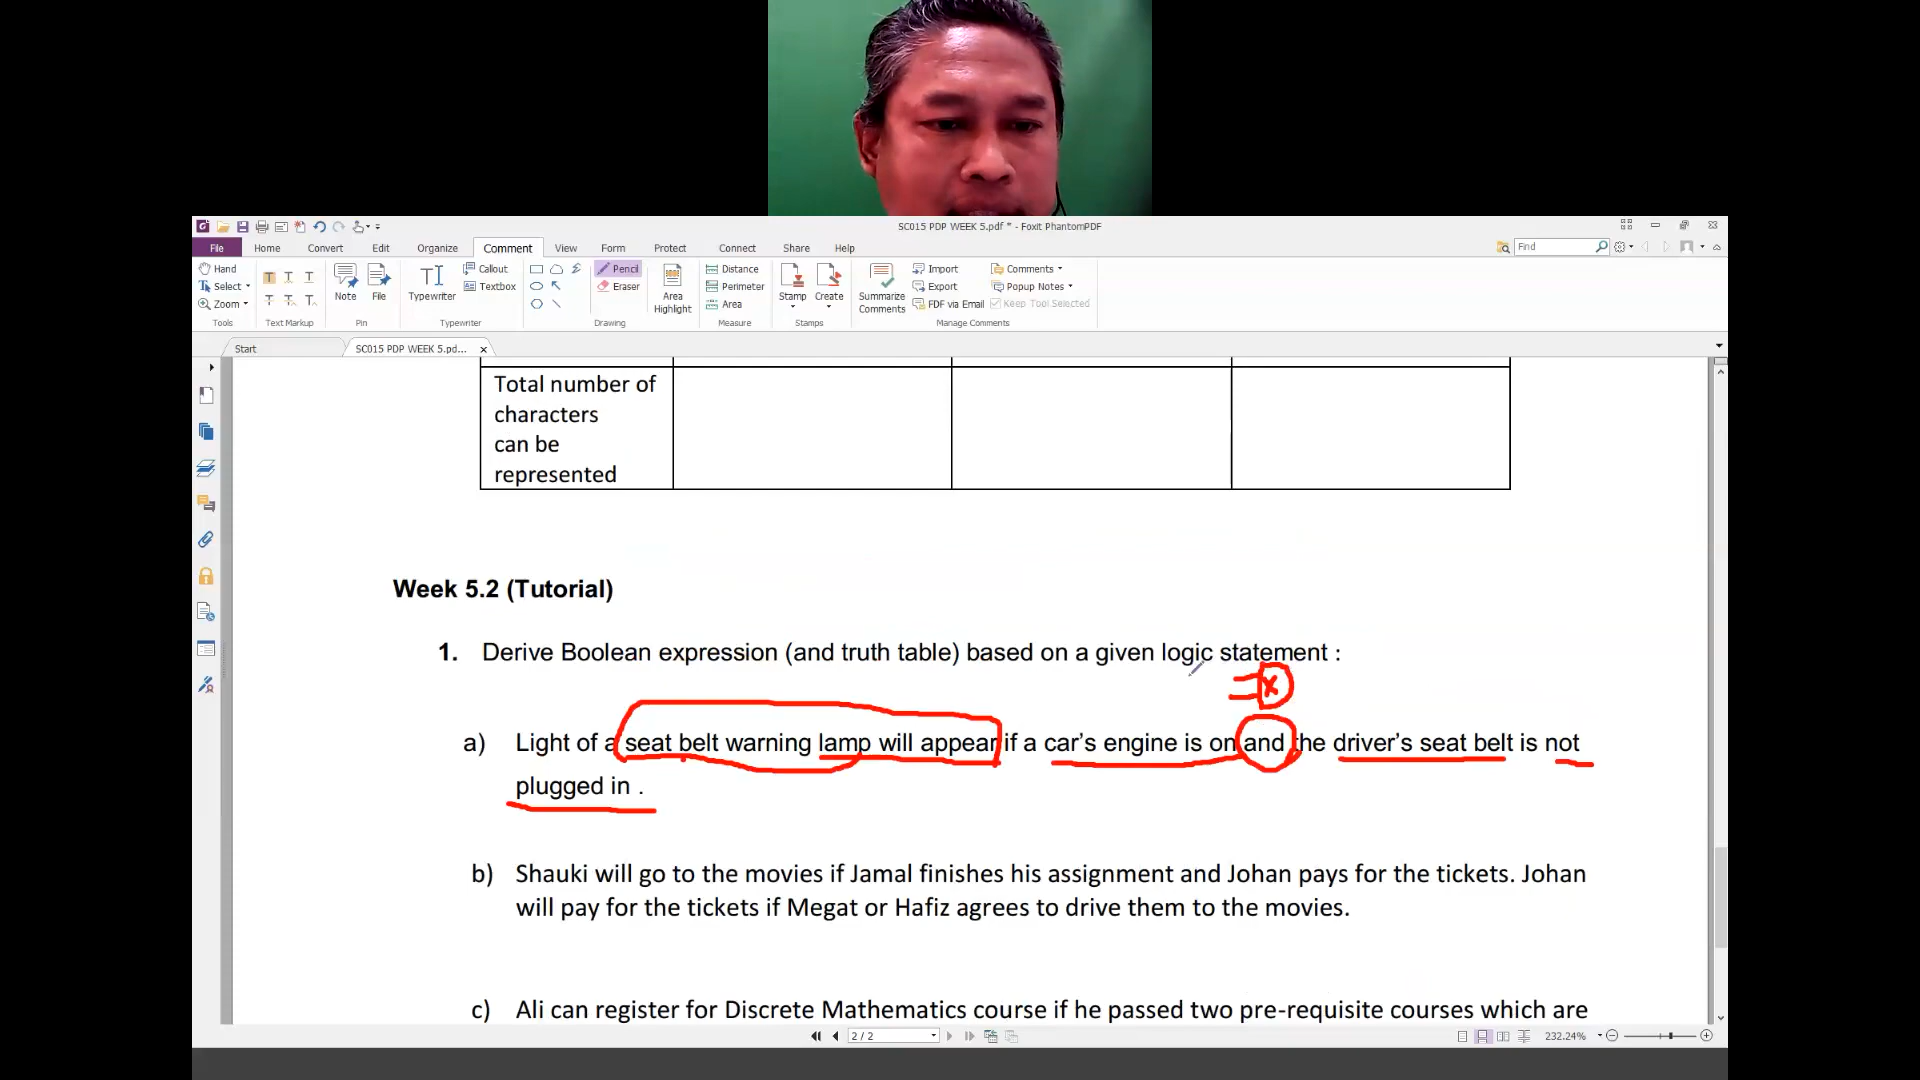 SC015 PDP WEEK 5.pdf * - Foxit PhantomPDF
File Home Convert Edit Organize Comment View Form Protect Connect Share Help Find
Hand Select Zoom Tools
Text Markup
Note File Pin
Typewriter Callout Textbox Typewriter
Pencil Eraser Drawing
Area Highlight
Distance Perimeter Area Measure
Stamp Create Stamps
Summarize Comments Import Export FDF via Email Comments Popup Notes Keep Tool Selected Manage Comments
Start SC015 PDP WEEK 5.pd...
Total number of
characters
can be
represented
Week 5.2 (Tutorial)
1. Derive Boolean expression (and truth table) based on a given logic statement :
x
a) Light of a seat belt warning lamp will appear if a car's engine is on and the driver's seat belt is not
plugged in .
b) Shauki will go to the movies if Jamal finishes his assignment and Johan pays for the tickets. Johan
will pay for the tickets if Megat or Hafiz agrees to drive them to the movies.
c) Ali can register for Discrete Mathematics course if he passed two pre-requisite courses which are
2 / 2 232.24%